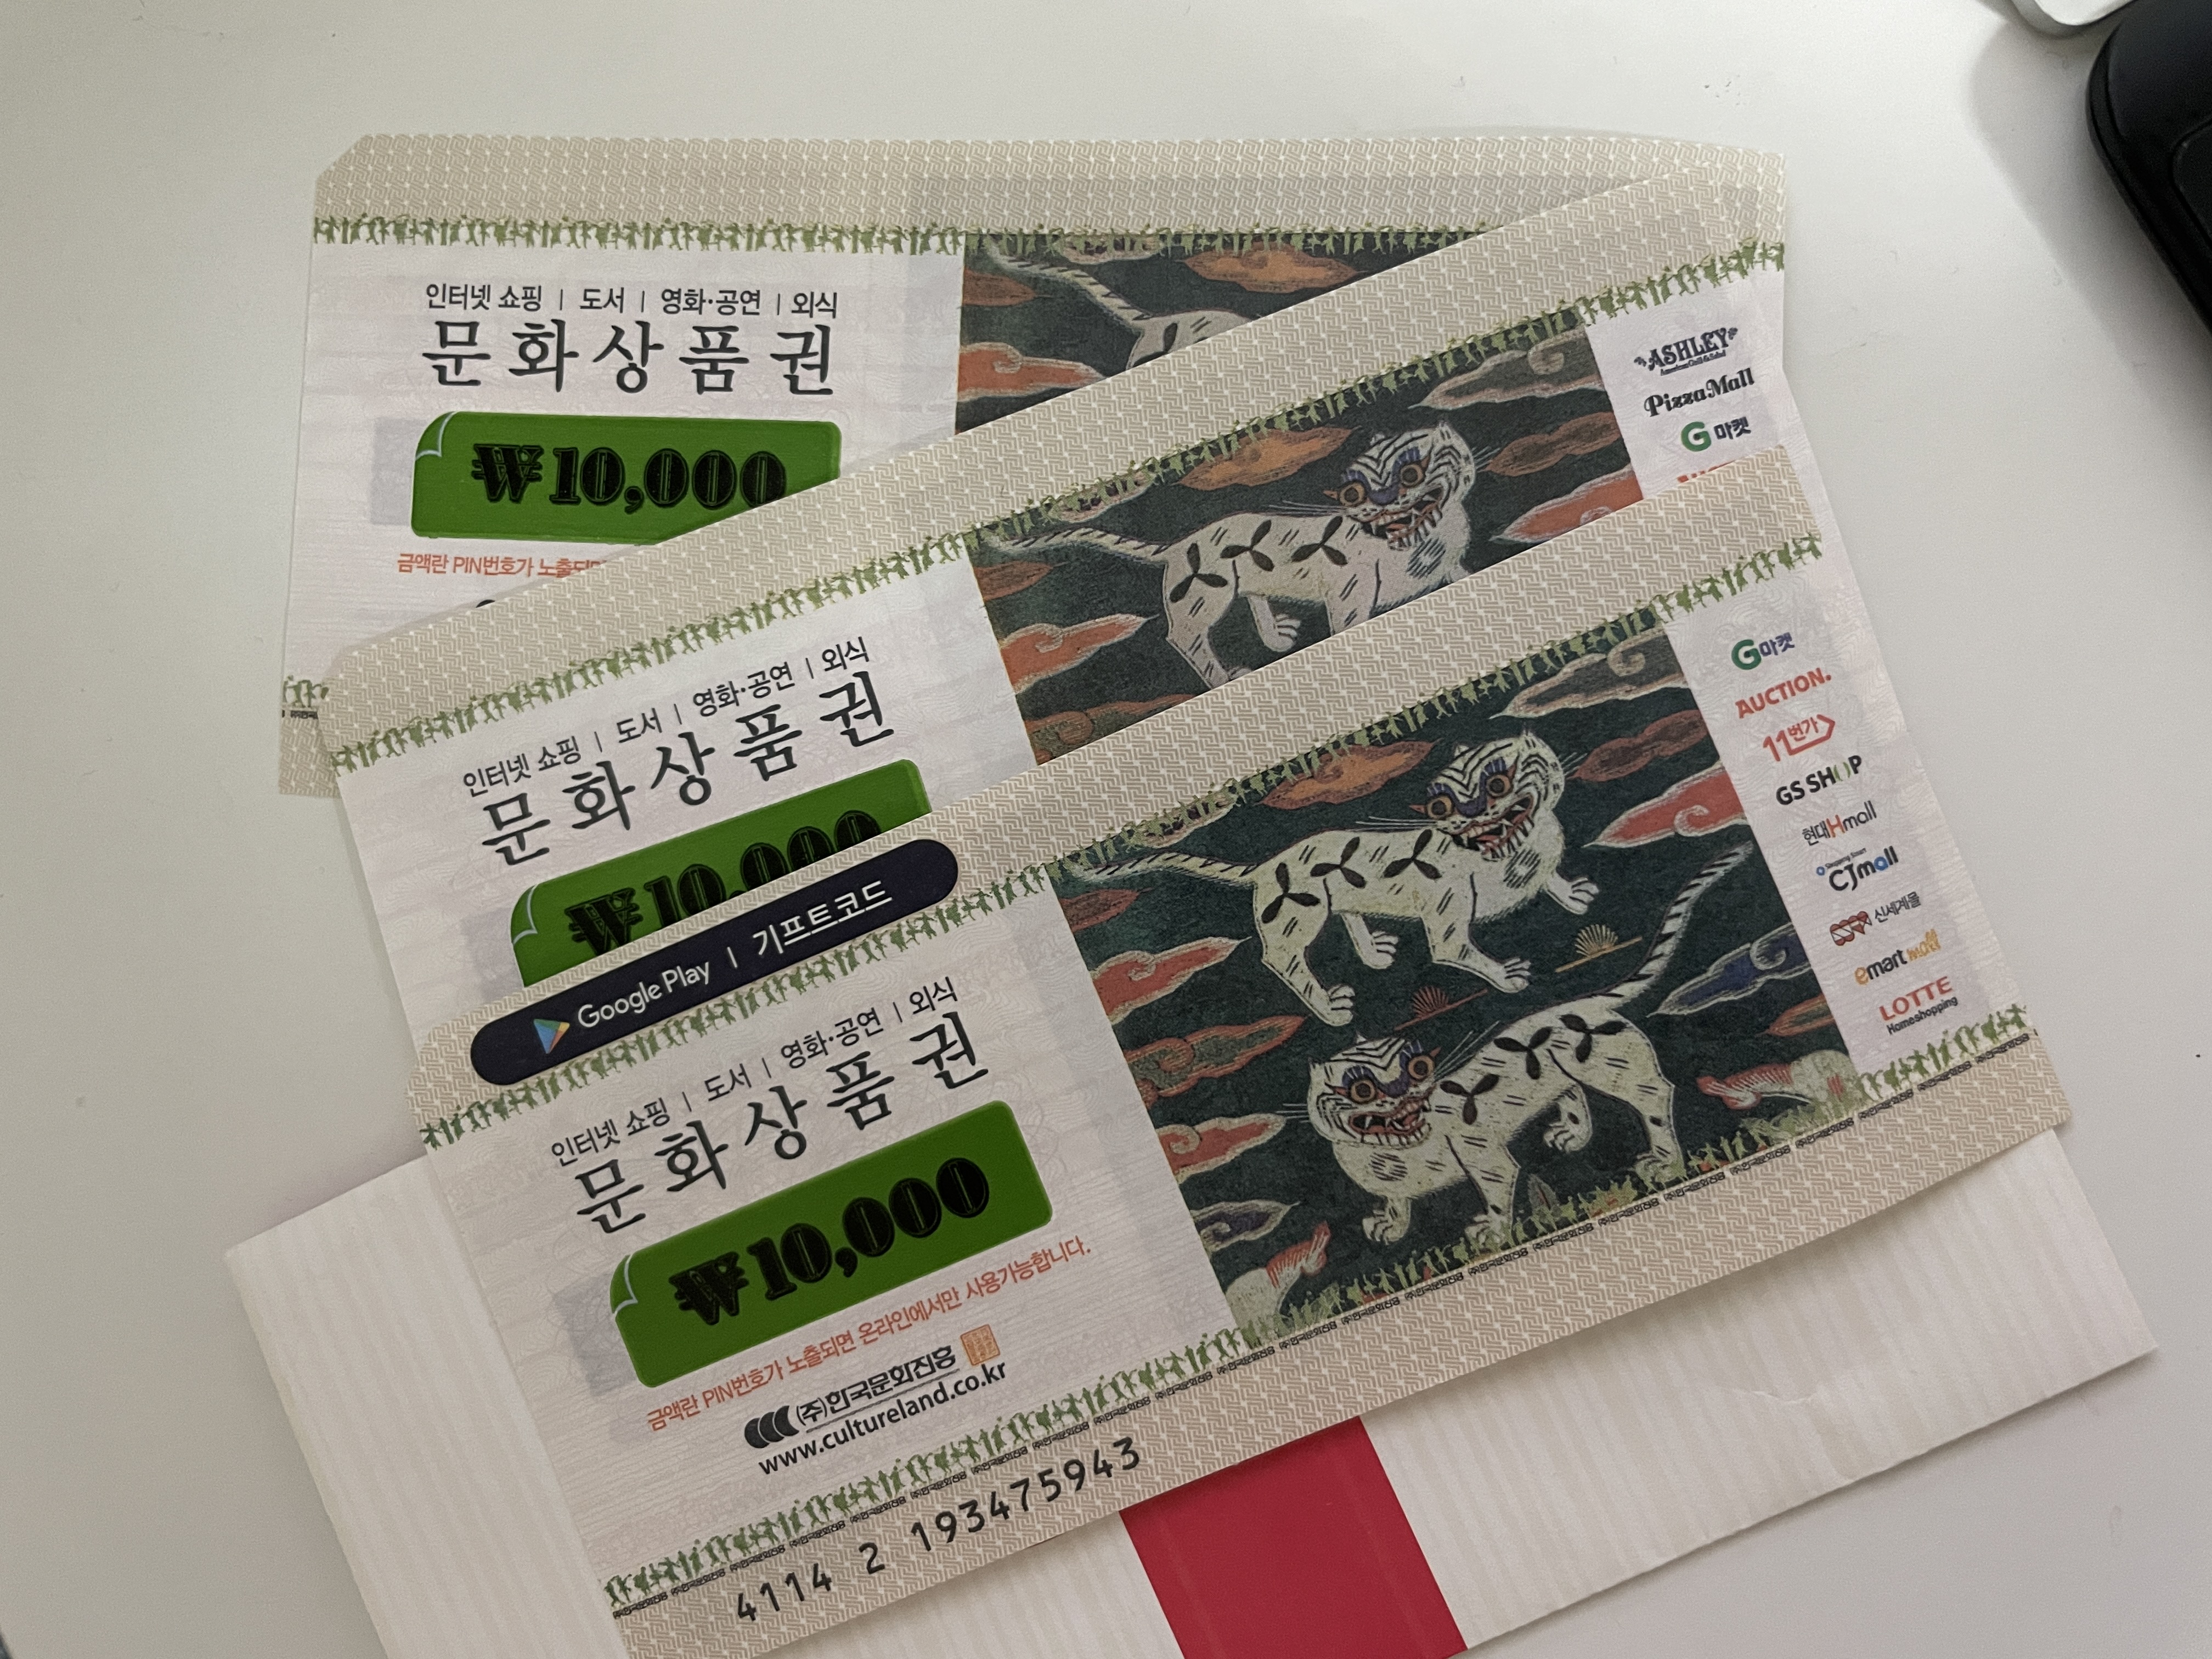 인터넷 쇼핑 | 도서 | 영화·공연 | 외식
문화상품권
₩10,000
금액란 PIN번호가 노출되면
ASHLEY
PizzaMall
G마켓
인터넷 쇼핑 | 도서 | 영화·공연 | 외식
문화상품권
₩10,000
Google Play | 기프트코드
인터넷 쇼핑 | 도서 | 영화·공연 | 외식
문화상품권
₩10,000
금액란 PIN번호가 노출되면 온라인에서만 사용가능합니다.
(주)한국문화진흥
www.cultureland.co.kr
4114 2 193475943
G마켓
AUCTION.
11번가
GS SHOP
현대Hmall
CJmall
신세계몰
emart mall
LOTTE
Homeshopping